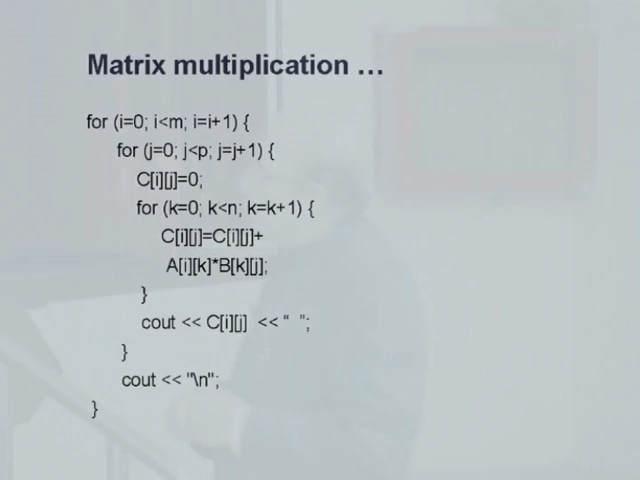 Matrix multiplication …
for (i=0; i<m; i=i+1) {
for (j=0; j<p; j=j+1) {
C[i][j]=0;
for (k=0; k<n; k=k+1) {
C[i][j]=C[i][j]+
A[i][k]*B[k][j];
}
cout << C[i][j]  << “  ”;
}
cout << "\n";
}